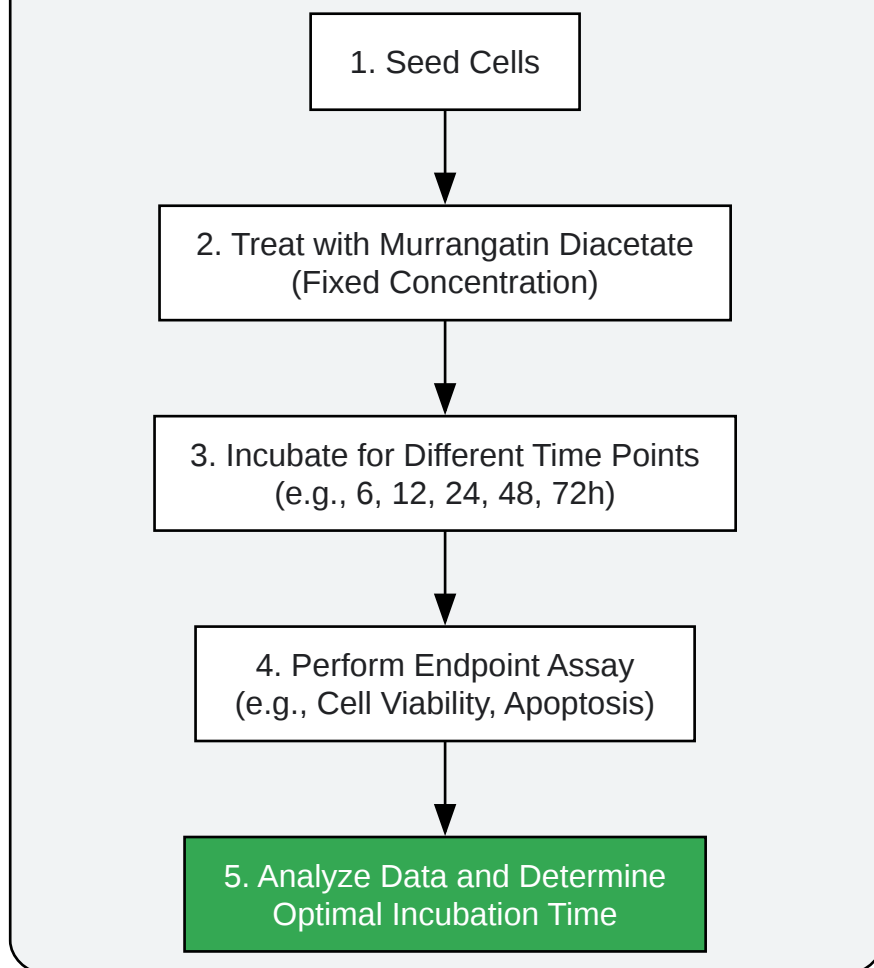 1. Seed Cells
2. Treat with Murrangatin Diacetate
(Fixed Concentration)
3. Incubate for Different Time Points
(e.g., 6, 12, 24, 48, 72h)
4. Perform Endpoint Assay
(e.g., Cell Viability, Apoptosis)
5. Analyze Data and Determine
Optimal Incubation Time